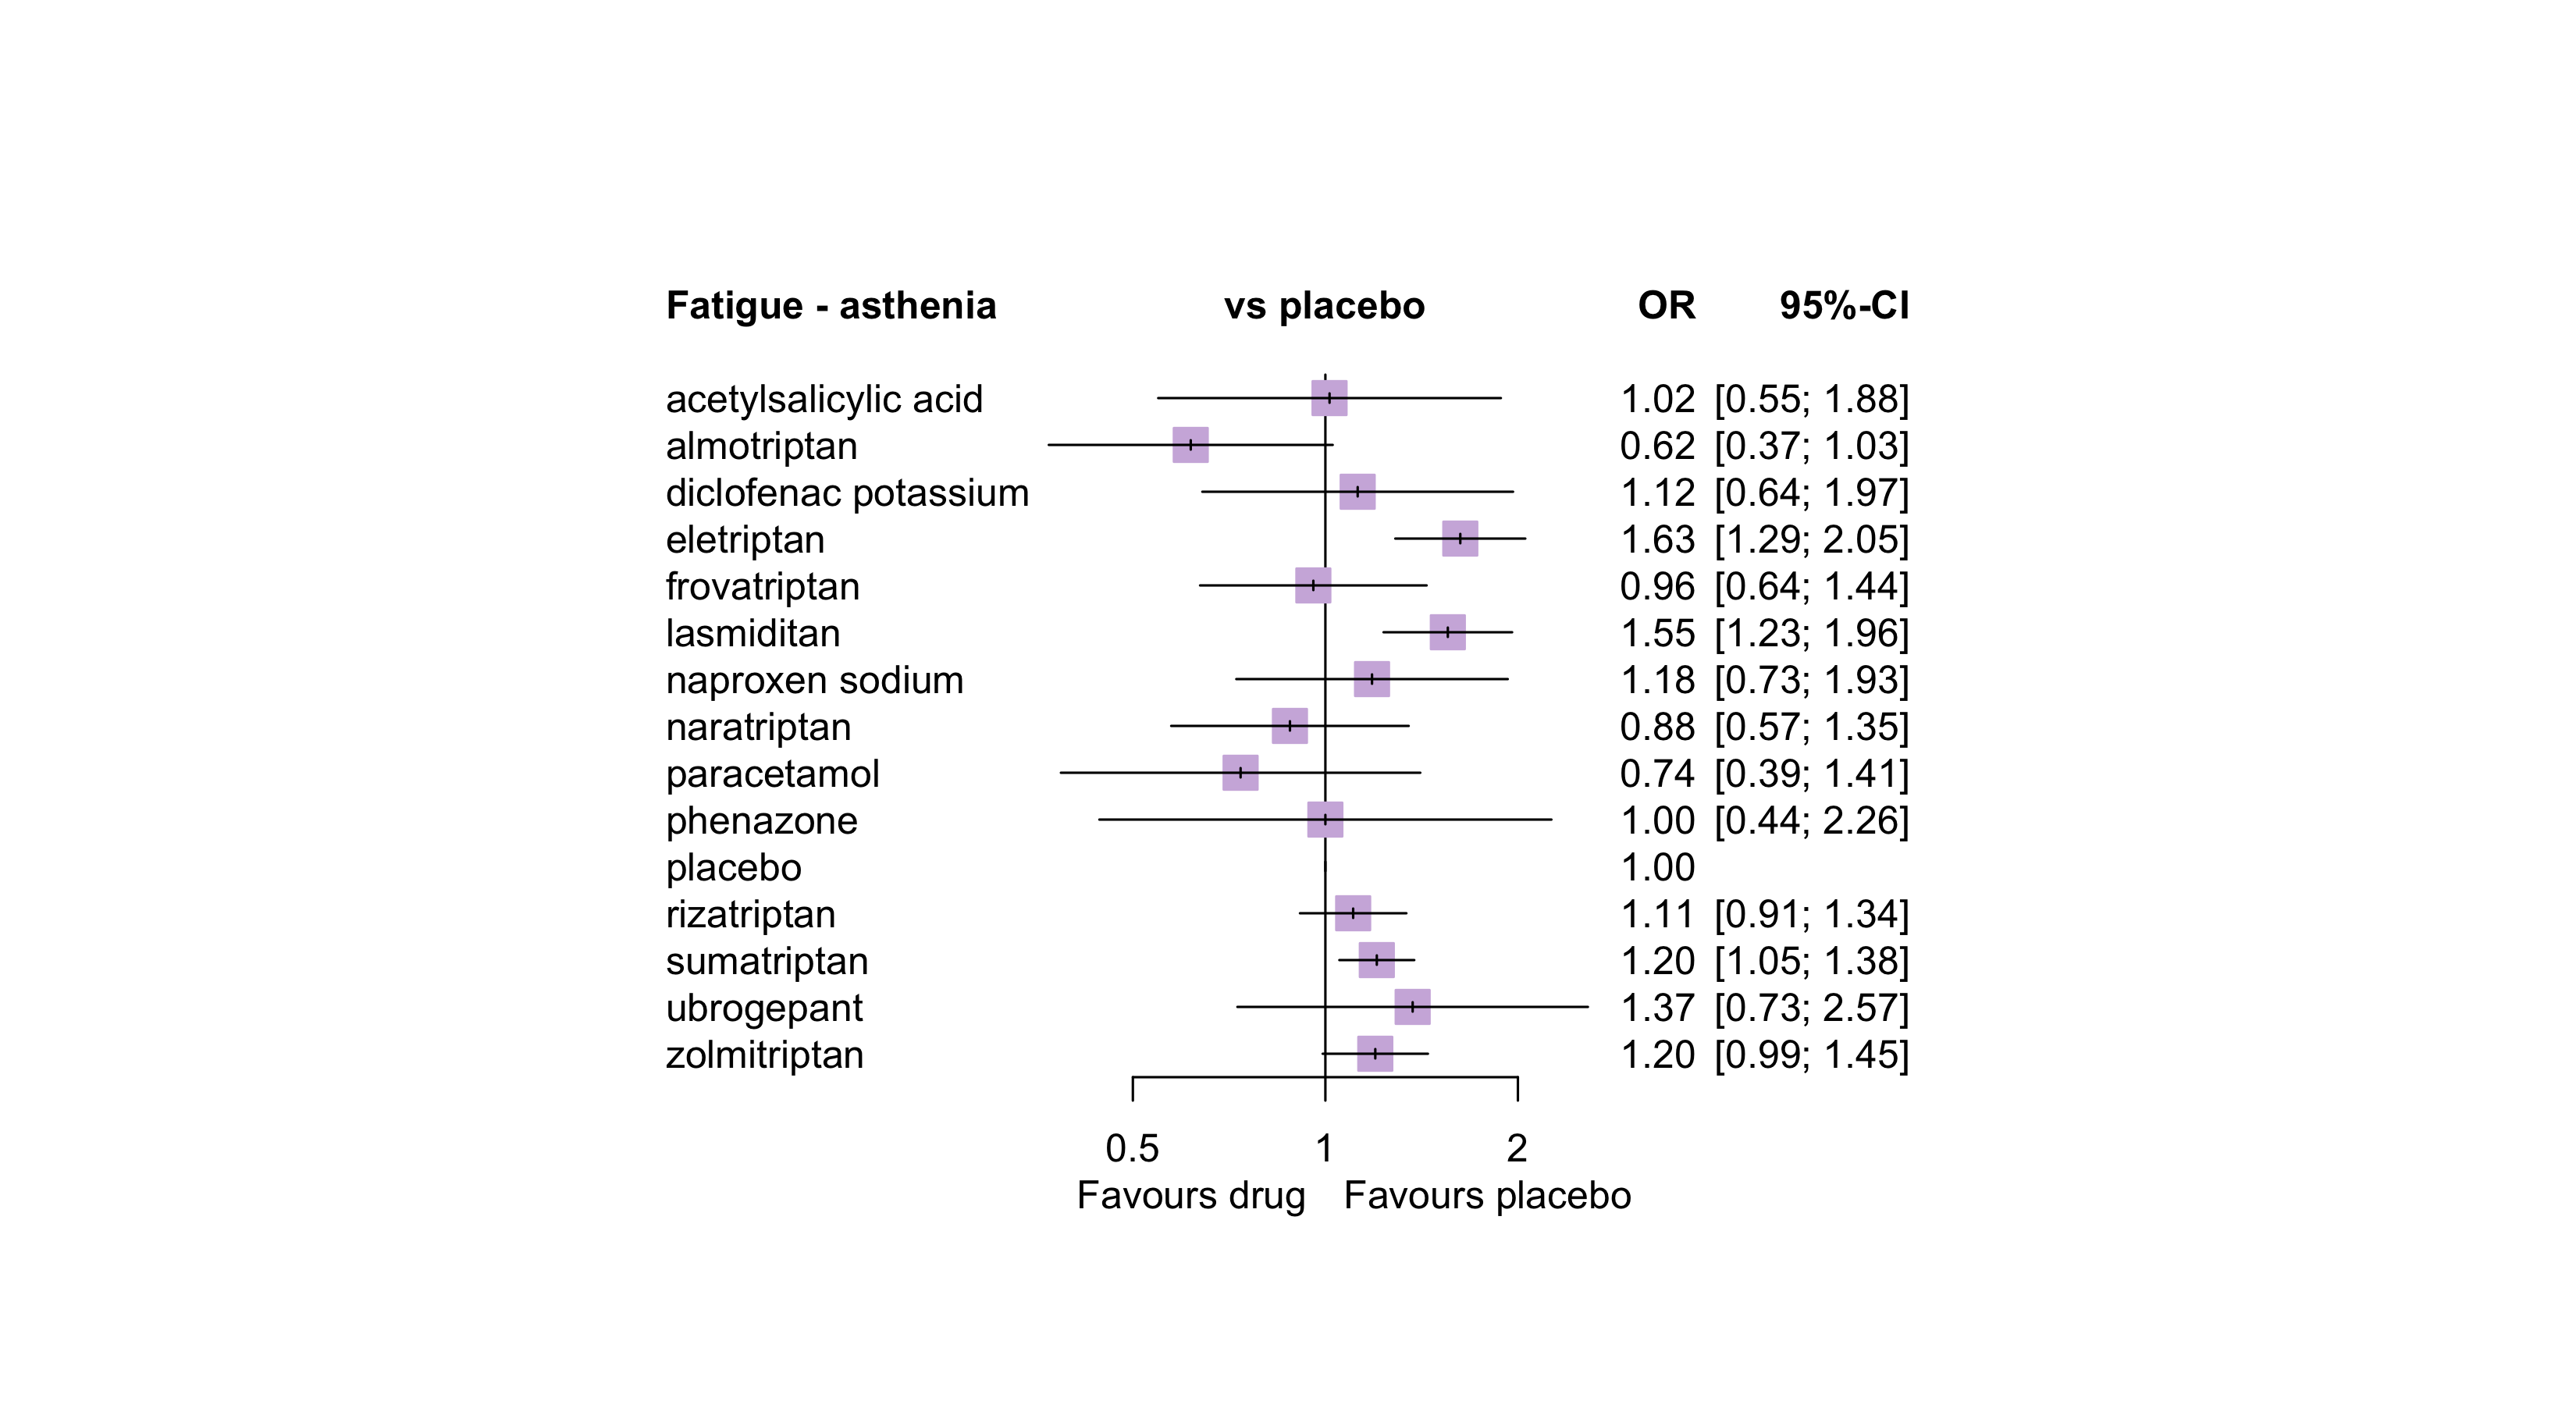 Fatigue - asthenia vs placebo OR 95%-CI
acetylsalicylic acid 1.02 [0.55; 1.88]
almotriptan 0.62 [0.37; 1.03]
diclofenac potassium 1.12 [0.64; 1.97]
eletriptan 1.63 [1.29; 2.05]
frovatriptan 0.96 [0.64; 1.44]
lasmiditan 1.55 [1.23; 1.96]
naproxen sodium 1.18 [0.73; 1.93]
naratriptan 0.88 [0.57; 1.35]
paracetamol 0.74 [0.39; 1.41]
phenazone 1.00 [0.44; 2.26]
placebo 1.00
rizatriptan 1.11 [0.91; 1.34]
sumatriptan 1.20 [1.05; 1.38]
ubrogepant 1.37 [0.73; 2.57]
zolmitriptan 1.20 [0.99; 1.45]
0.5 1 2
Favours drug Favours placebo